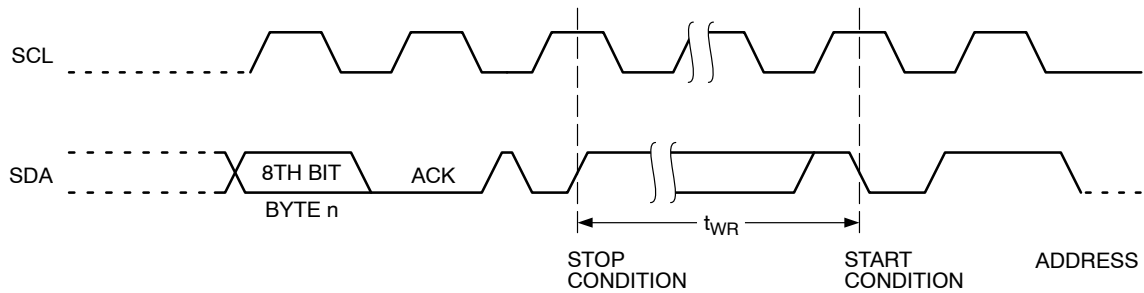 SCL
SDA
8TH BIT
ACK
BYTE n
tWR
STOP
CONDITION
START
CONDITION
ADDRESS